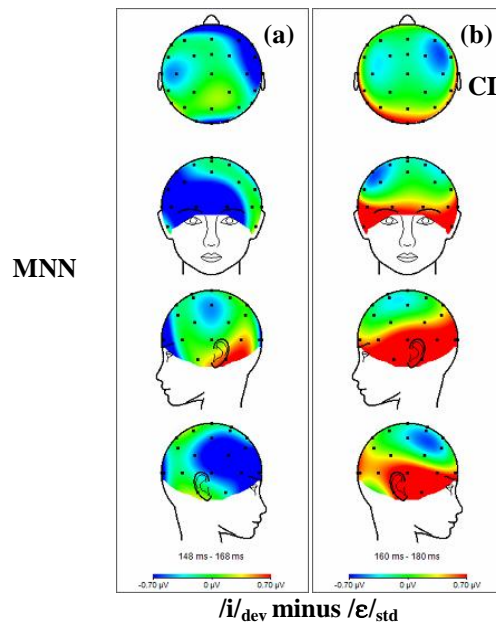 (a) (b)
CI
MNN
148 ms - 168 ms 160 ms - 180 ms
-0.70 µV 0 µV 0.70 µV -0.70 µV 0 µV 0.70 µV
/i/dev minus /ɛ/std